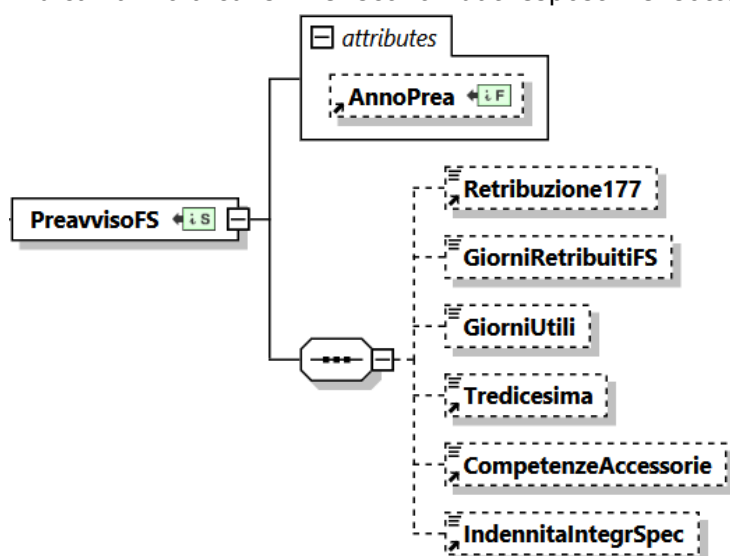 attributes
AnnoPrea i F
PreavvisoFS i S
Retribuzione177
GiorniRetribuitiFS
GiorniUtili
Tredicesima
CompetenzeAccessorie
IndennitaIntegrSpec